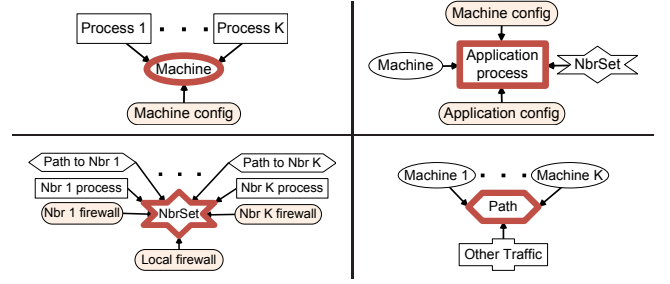 Process 1
Process K
Machine
Machine config
Machine config
Machine
Application
process
NbrSet
Application config
Path to Nbr 1
Path to Nbr K
Nbr 1 process
Nbr K process
Nbr 1 firewall
NbrSet
Nbr K firewall
Local firewall
Machine 1
Machine K
Path
Other Traffic